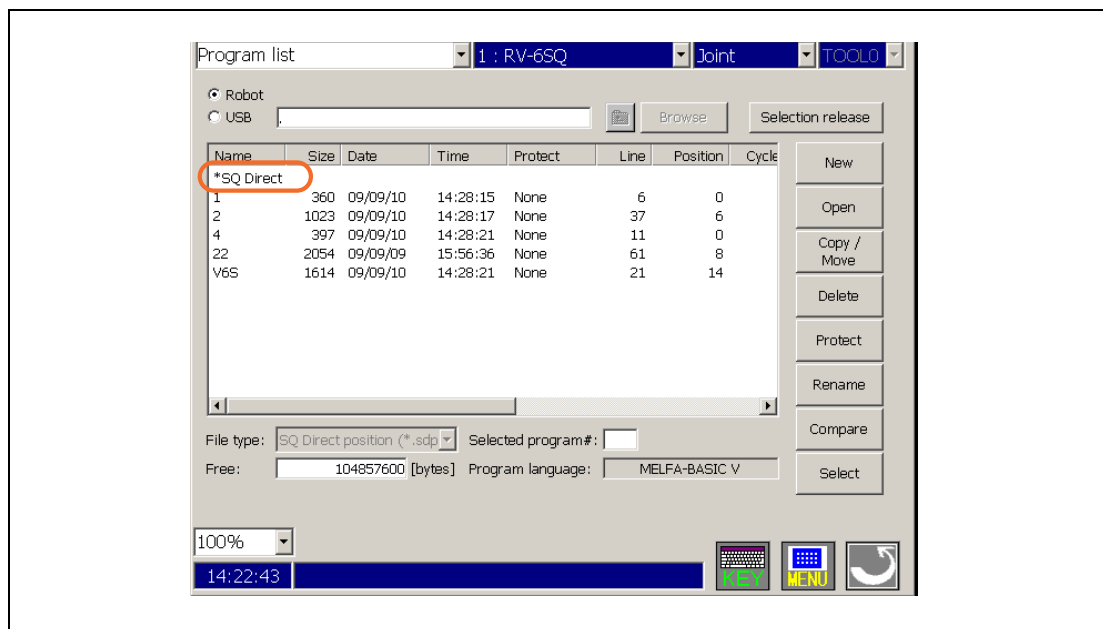 Program list 1 : RV-6SQ Joint TOOL0
Robot
USB . Browse Selection release
Name Size Date Time Protect Line Position Cycle
*SQ Direct
1 360 09/09/10 14:28:15 None 6 0
2 1023 09/09/10 14:28:17 None 37 6
4 397 09/09/10 14:28:21 None 11 0
22 2054 09/09/09 15:56:36 None 61 8
V6S 1614 09/09/10 14:28:21 None 21 14
New
Open
Copy /
Move
Delete
Protect
Rename
Compare
Select
File type: SQ Direct position (*.sdp Selected program#:
Free: 104857600 [bytes] Program language: MELFA-BASIC V
100%
14:22:43
KEY MENU